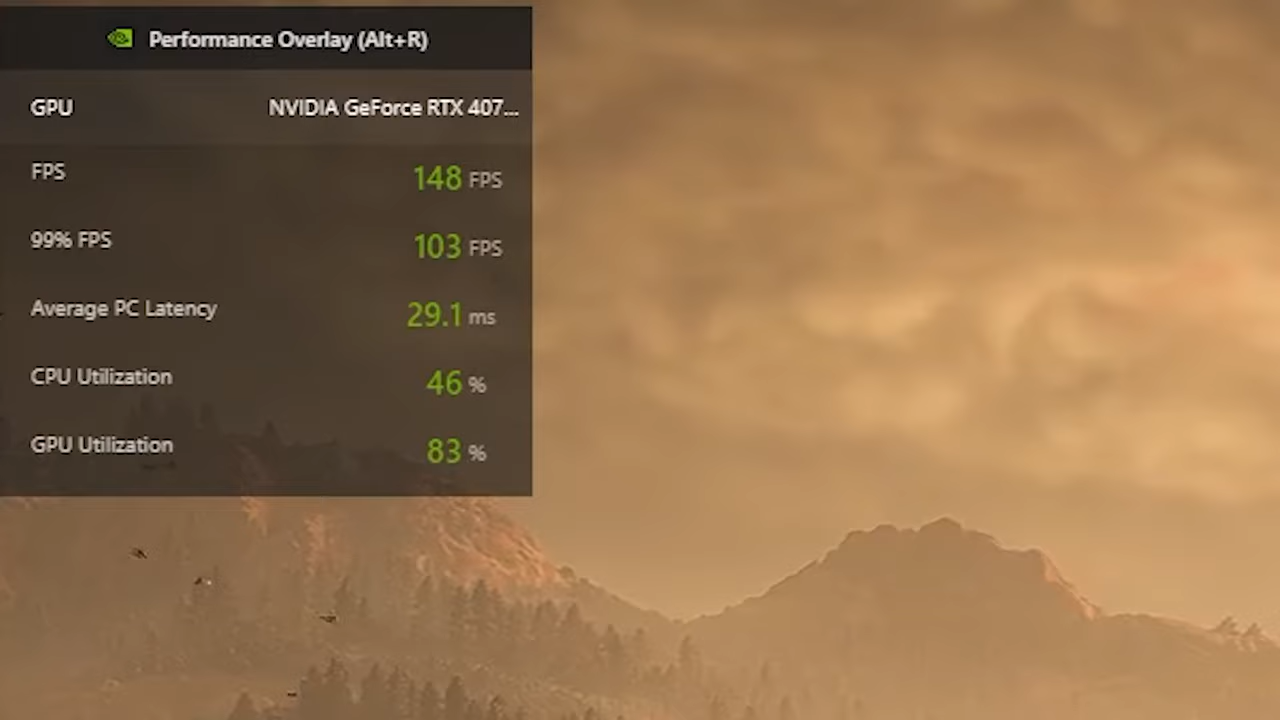 Performance Overlay (Alt+R)
GPU NVIDIA GeForce RTX 407...
FPS 148 FPS
99% FPS 103 FPS
Average PC Latency 29.1 ms
CPU Utilization 46 %
GPU Utilization 83 %